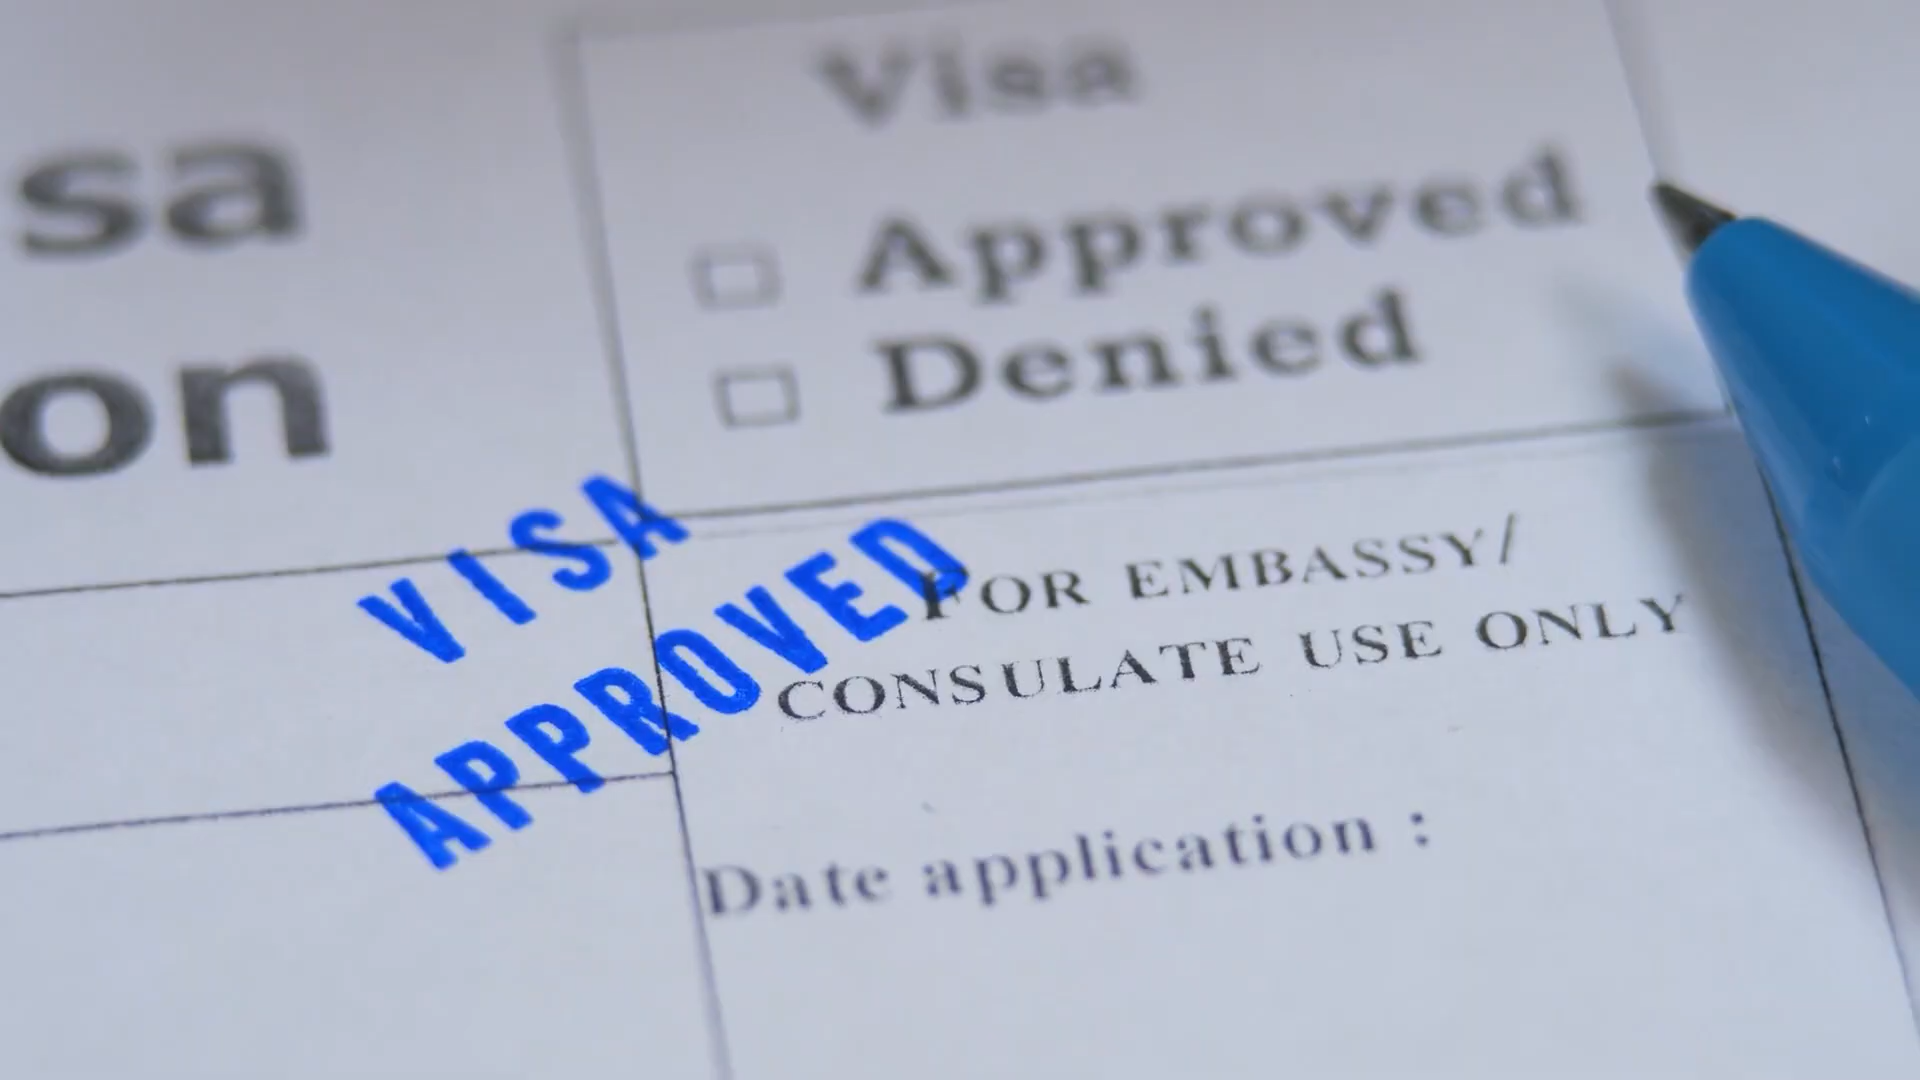 sa
on
Visa
Approved
Denied
VISA
APPROVED
FOR EMBASSY/
CONSULATE USE ONLY
Date application :